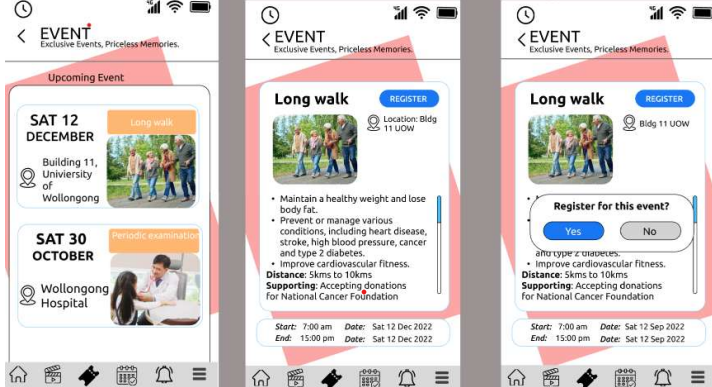 4G
EVENT
Exclusive Events, Priceless Memories.
Upcoming Event
SAT 12
DECEMBER
Long walk
Building 11,
Univiersity
of
Wollongong
SAT 30
OCTOBER
Periodic examination
Wollongong
Hospital
4G
EVENT
Exclusive Events, Priceless Memories.
Long walk
REGISTER
Location: Bldg
11 UOW
• Maintain a healthy weight and lose
body fat.
• Prevent or manage various
conditions, including heart disease,
stroke, high blood pressure, cancer
and type 2 diabetes.
• Improve cardiovascular fitness.
Distance: 5kms to 10kms
Supporting: Accepting donations
for National Cancer Foundation
Start: 7:00 am Date: Sat 12 Dec 2022
End: 15:00 pm Date: Sat 12 Dec 2022
4G
EVENT
Exclusive Events, Priceless Memories.
Long walk
REGISTER
Bldg 11 UOW
Register for this event?
Yes
No
and type 2 diabetes.
• Improve cardiovascular fitness.
Distance: 5kms to 10kms
Supporting: Accepting donations
for National Cancer Foundation
Start: 7:00 am Date: Sat 12 Sep 2022
End: 15:00 pm Date: Sat 12 Sep 2022